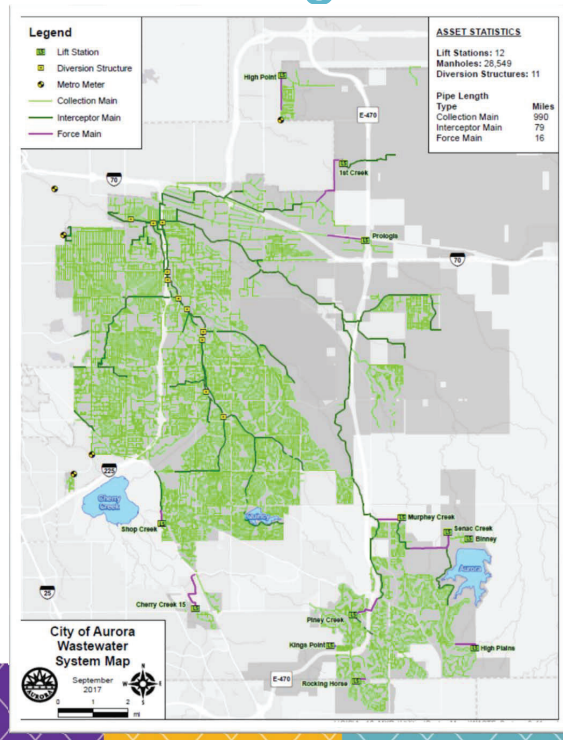 Legend
Lift Station
Diversion Structure
Metro Meter
Collection Main
Interceptor Main
Force Main
ASSET STATISTICS
Lift Stations: 12
Manholes: 28,549
Diversion Structures: 11
Pipe Length
Type Miles
Collection Main 990
Interceptor Main 79
Force Main 16
High Point
E-470
1st Creek
70
Prologis
70
225
Cherry
Creek
Shop Creek
Murphey Creek
Senac Creek
Binney
Aurora
25
Cherry Creek 15
Piney Creek
Kings Point
High Plains
E-470
Rocking Horse
City of Aurora
Wastewater
System Map
September
2017
N
W E
S
0 1 2
mi